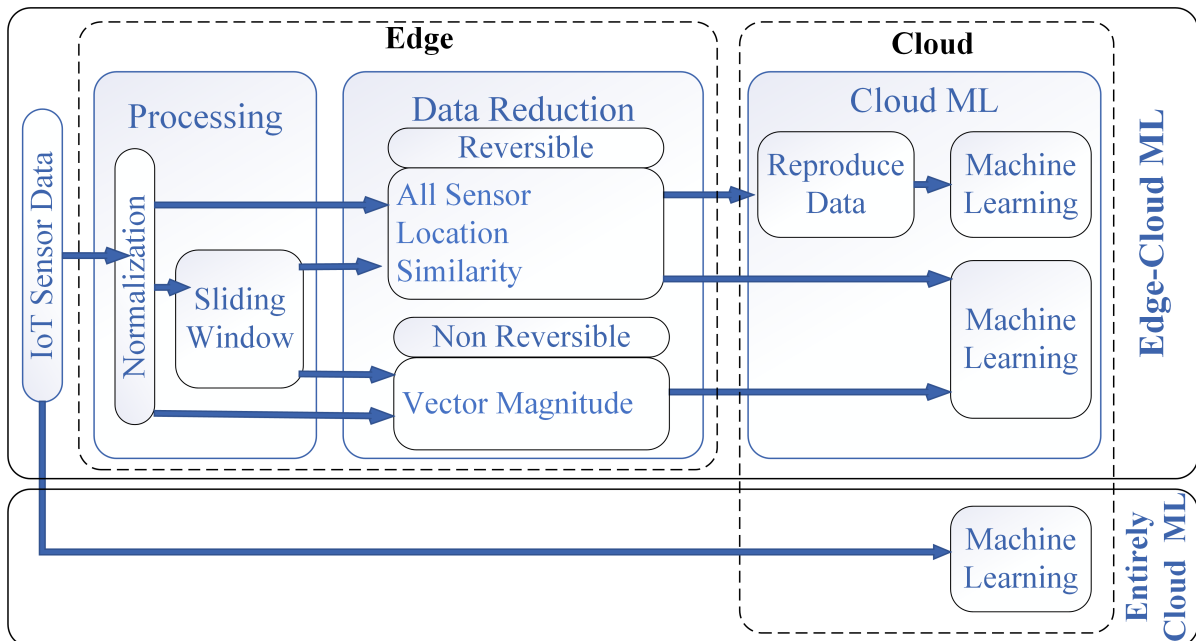 Edge
Cloud
Processing
Data Reduction
Cloud ML
IoT Sensor Data
Normalization
Sliding
Window
Reversible
All Sensor
Location
Similarity
Non Reversible
Vector Magnitude
Reproduce
Data
Machine
Learning
Machine
Learning
Edge-Cloud ML
Machine
Learning
Entirely
Cloud ML